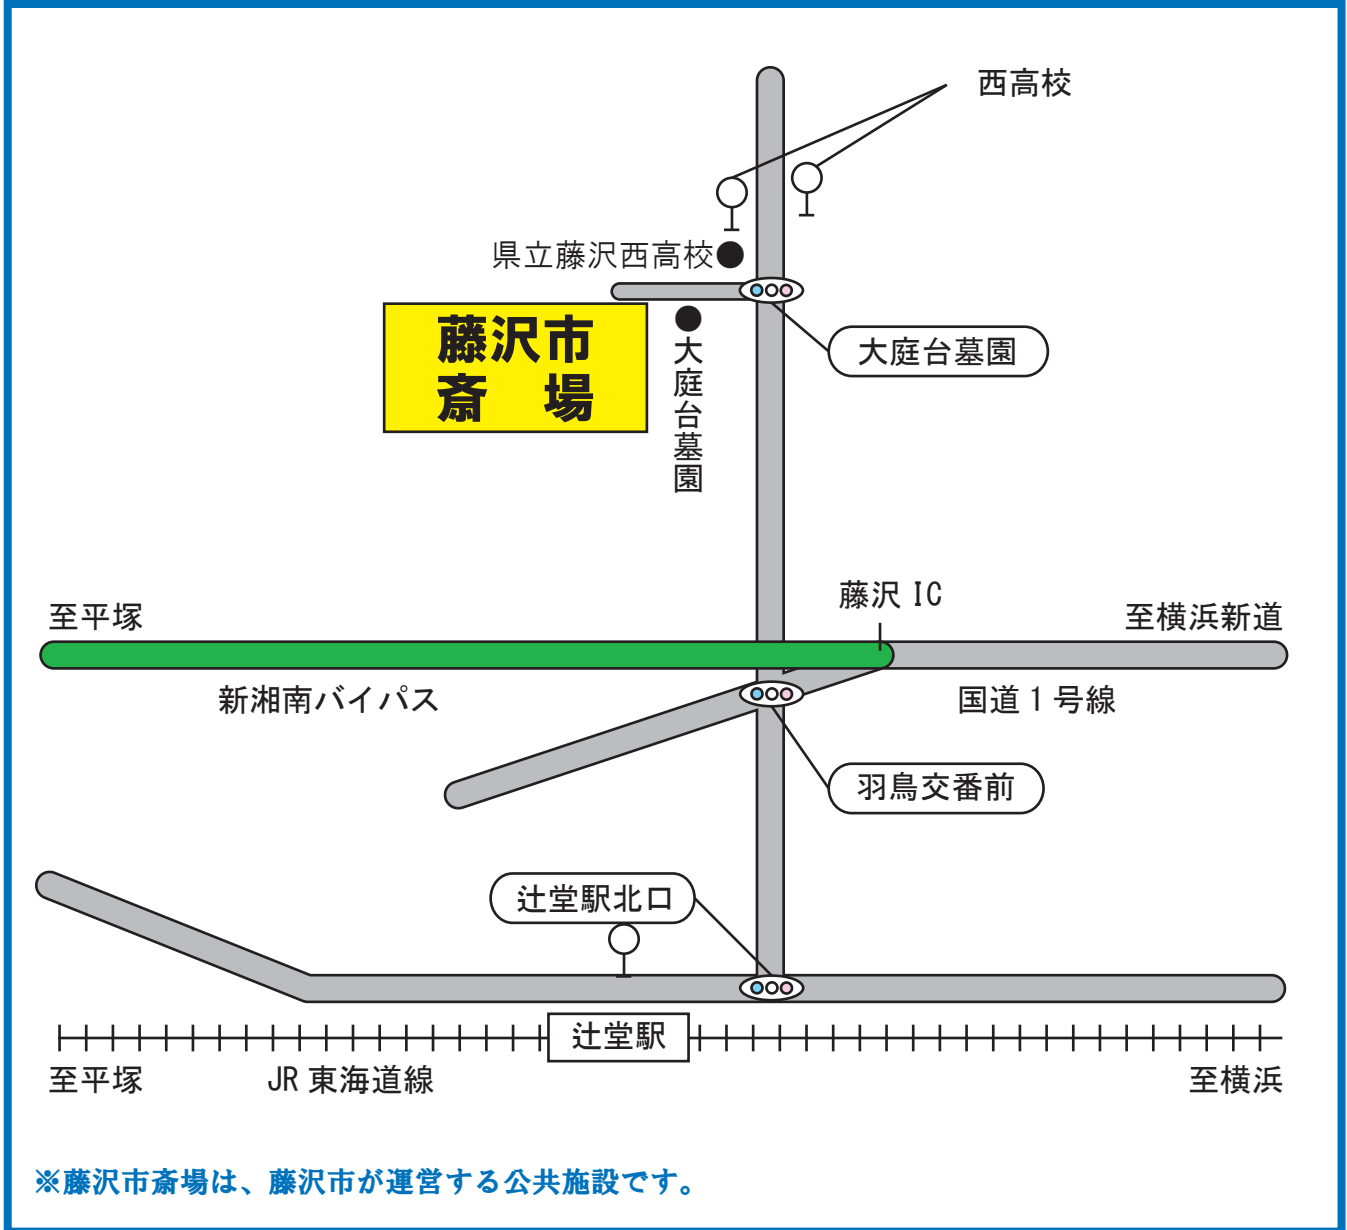 西高校
県立藤沢西高校
藤沢市
斎　場
大庭台墓園
大庭台墓園
藤沢 IC
至平塚
至横浜新道
新湘南バイパス
国道1号線
羽鳥交番前
辻堂駅北口
辻堂駅
至平塚
JR 東海道線
至横浜
※藤沢市斎場は、藤沢市が運営する公共施設です。